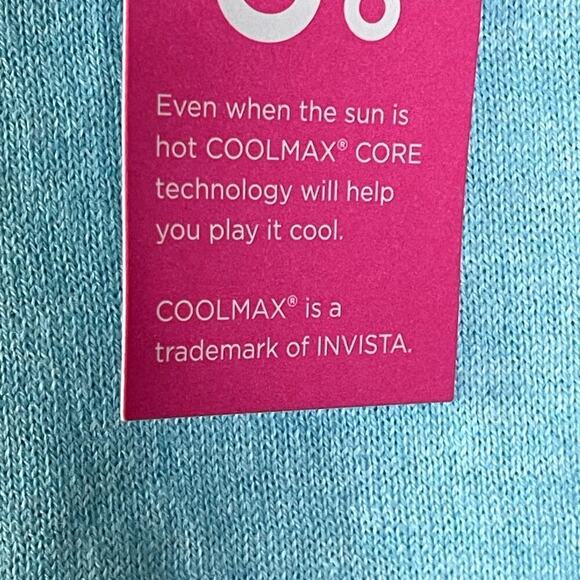 Even when the sun is
hot COOLMAX® CORE
technology will help
you play it cool.
COOLMAX® is a
trademark of INVISTA.